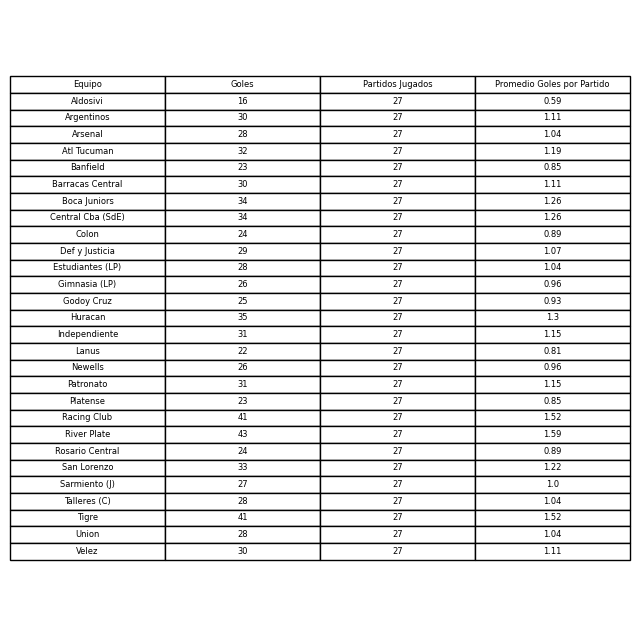 Equipo Goles Partidos Jugados Promedio Goles por Partido
Aldosivi 16 27 0.59
Argentinos 30 27 1.11
Arsenal 28 27 1.04
Atl Tucuman 32 27 1.19
Banfield 23 27 0.85
Barracas Central 30 27 1.11
Boca Juniors 34 27 1.26
Central Cba (SdE) 34 27 1.26
Colon 24 27 0.89
Def y Justicia 29 27 1.07
Estudiantes (LP) 28 27 1.04
Gimnasia (LP) 26 27 0.96
Godoy Cruz 25 27 0.93
Huracan 35 27 1.3
Independiente 31 27 1.15
Lanus 22 27 0.81
Newells 26 27 0.96
Patronato 31 27 1.15
Platense 23 27 0.85
Racing Club 41 27 1.52
River Plate 43 27 1.59
Rosario Central 24 27 0.89
San Lorenzo 33 27 1.22
Sarmiento (J) 27 27 1.0
Talleres (C) 28 27 1.04
Tigre 41 27 1.52
Union 28 27 1.04
Velez 30 27 1.11